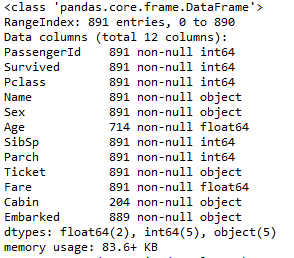 <class 'pandas.core.frame.DataFrame'>
RangeIndex: 891 entries, 0 to 890
Data columns (total 12 columns):
PassengerId    891 non-null int64
Survived       891 non-null int64
Pclass         891 non-null int64
Name           891 non-null object
Sex            891 non-null object
Age            714 non-null float64
SibSp          891 non-null int64
Parch          891 non-null int64
Ticket         891 non-null object
Fare           891 non-null float64
Cabin          204 non-null object
Embarked       889 non-null object
dtypes: float64(2), int64(5), object(5)
memory usage: 83.6+ KB